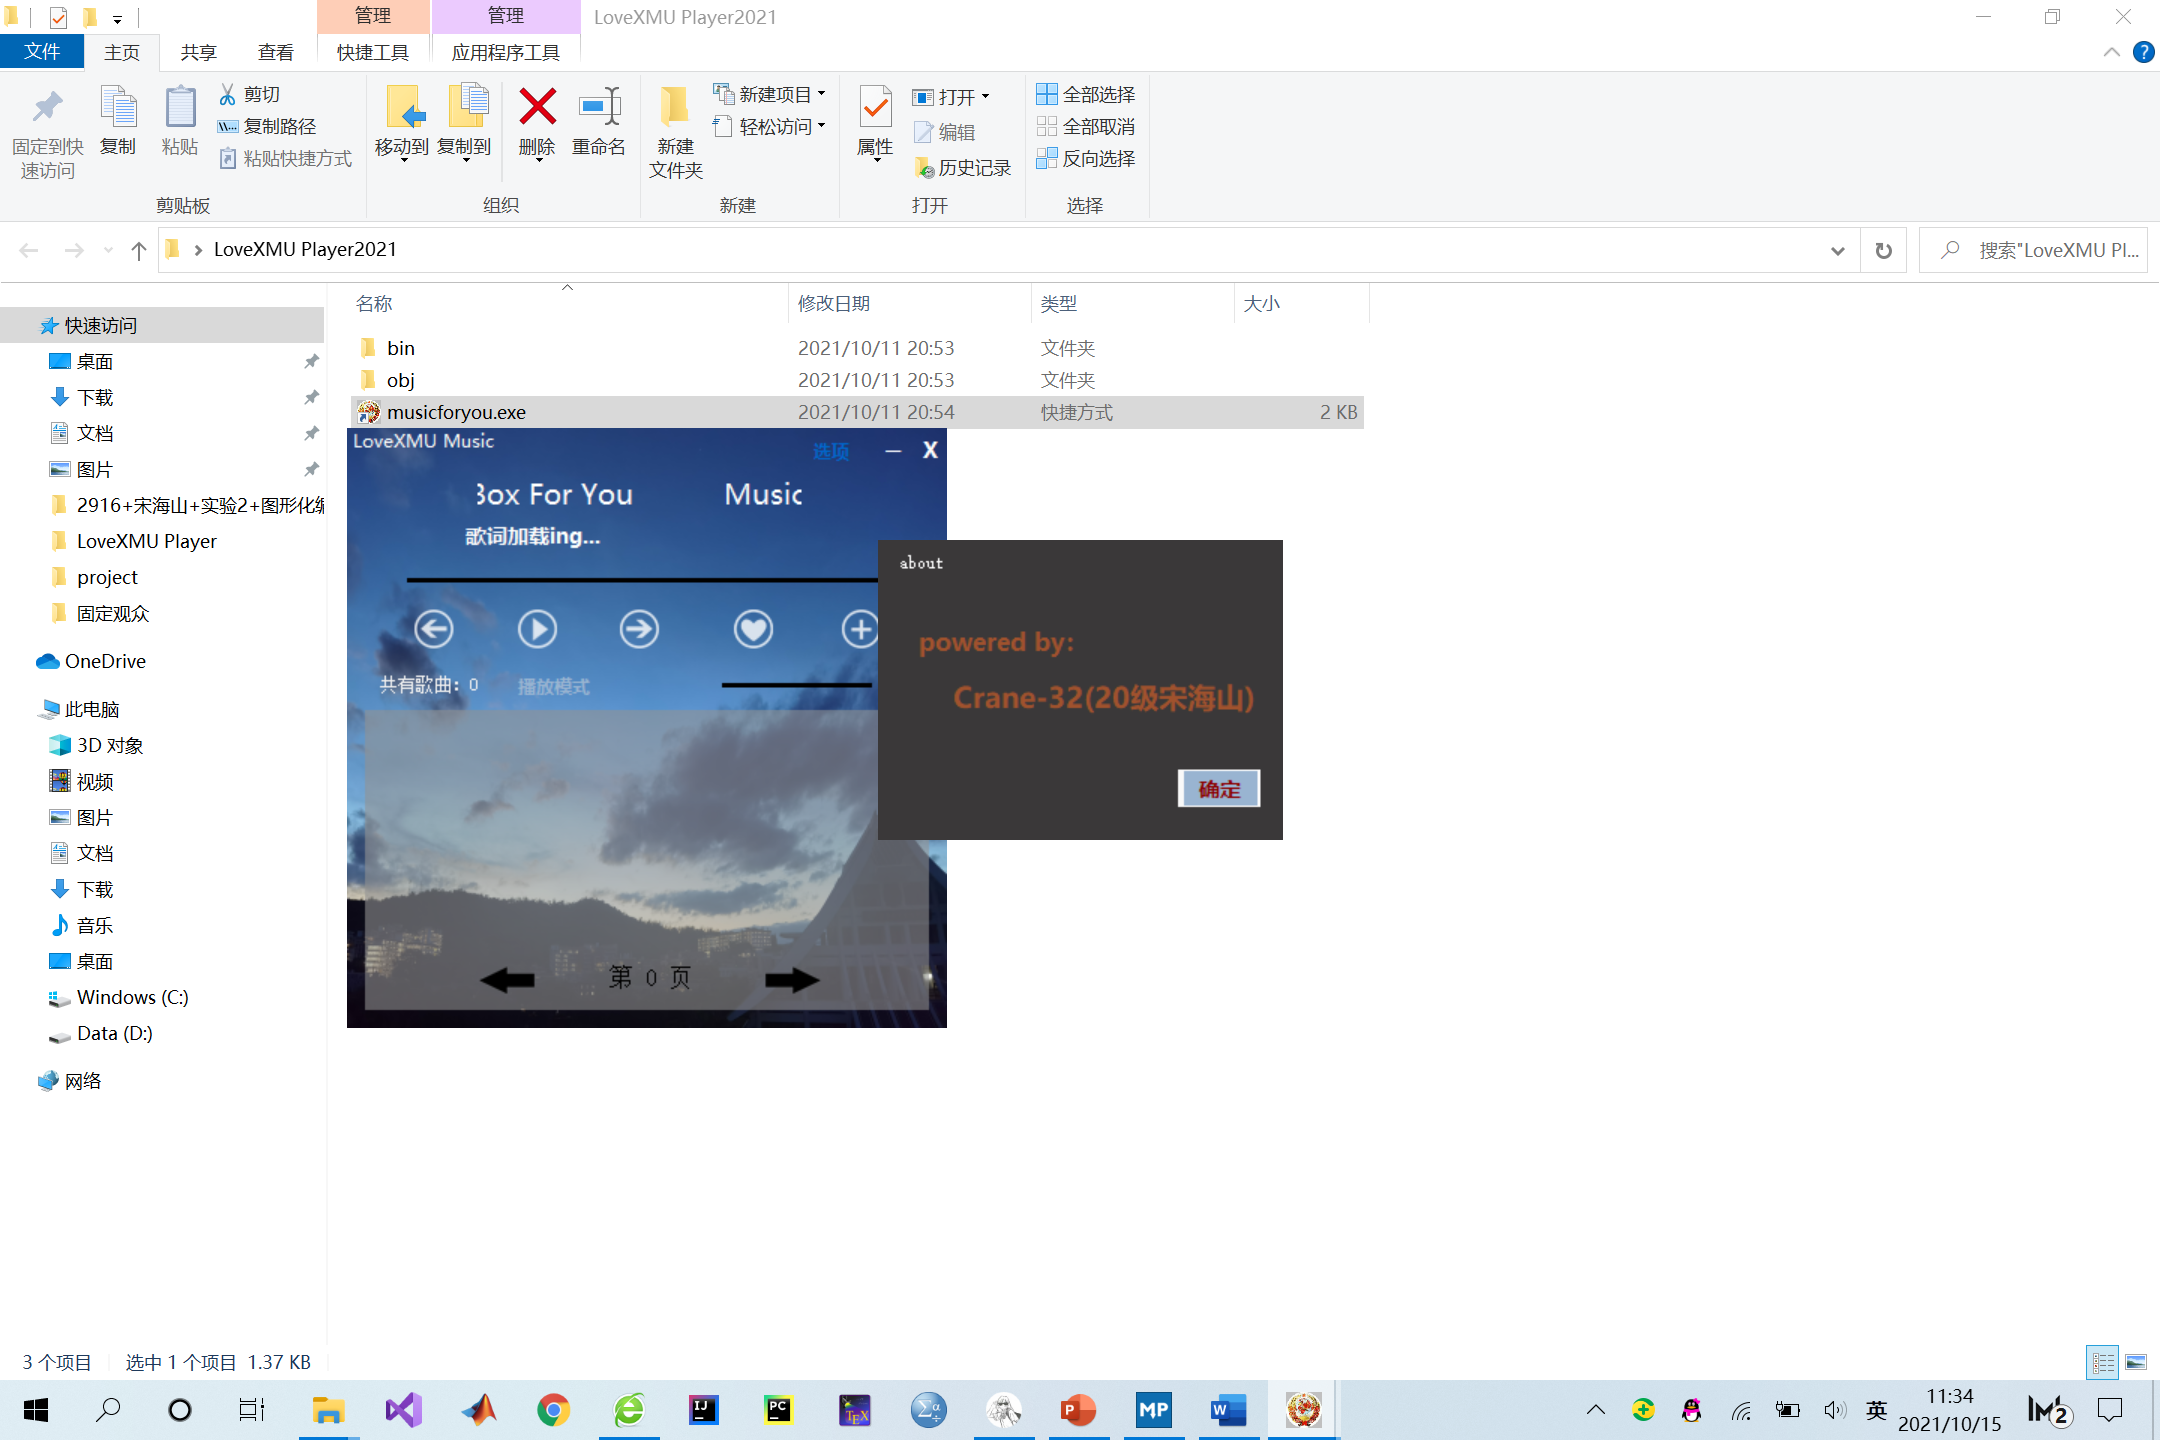 管理
管理
LoveXMU Player2021
文件
主页
共享
查看
快捷工具
应用程序工具
固定到快
速访问
复制
粘贴
剪切
复制路径
粘贴快捷方式
剪贴板
移动到
复制到
删除
重命名
组织
新建
文件夹
新建项目
轻松访问
新建
属性
打开
编辑
历史记录
打开
全部选择
全部取消
反向选择
选择
LoveXMU Player2021
搜索"LoveXMU Pl...
名称
修改日期
类型
大小
bin 2021/10/11 20:53 文件夹
obj 2021/10/11 20:53 文件夹
musicforyou.exe 2021/10/11 20:54 快捷方式 2 KB
快速访问
桌面
下载
文档
图片
2916+宋海山+实验2+图形化编
LoveXMU Player
project
固定观众
OneDrive
此电脑
3D 对象
视频
图片
文档
下载
音乐
桌面
Windows (C:)
Data (D:)
网络
LoveXMU Music
选项
X
Box For You
Music
歌词加载ing...
共有歌曲：0
播放模式
第 0 页
about
powered by:
Crane-32(20级宋海山)
确定
3 个项目
选中 1 个项目 1.37 KB
IJ
PC
TEX
P
MP
W
英
11:34
2021/10/15
2